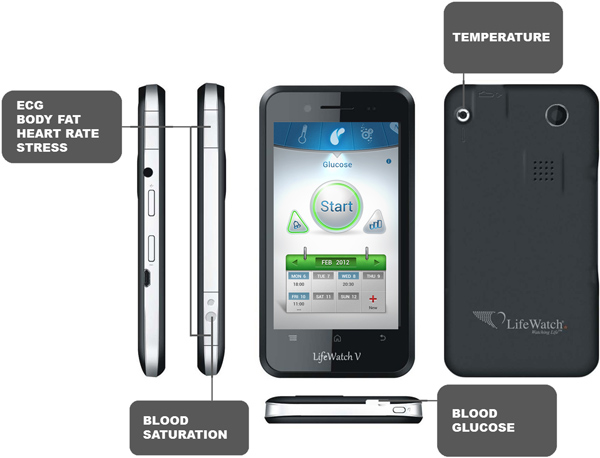 TEMPERATURE
ECG
BODY FAT
HEART RATE
STRESS
Glucose
Start
FEB 2012
MON 6 TUE 7 WED 8 THU 9
18:00 20:30
FRI 10 SAT 11 SUN 12
11:00 New
LifeWatch V
LifeWatch
Watching Life
BLOOD
SATURATION
BLOOD
GLUCOSE